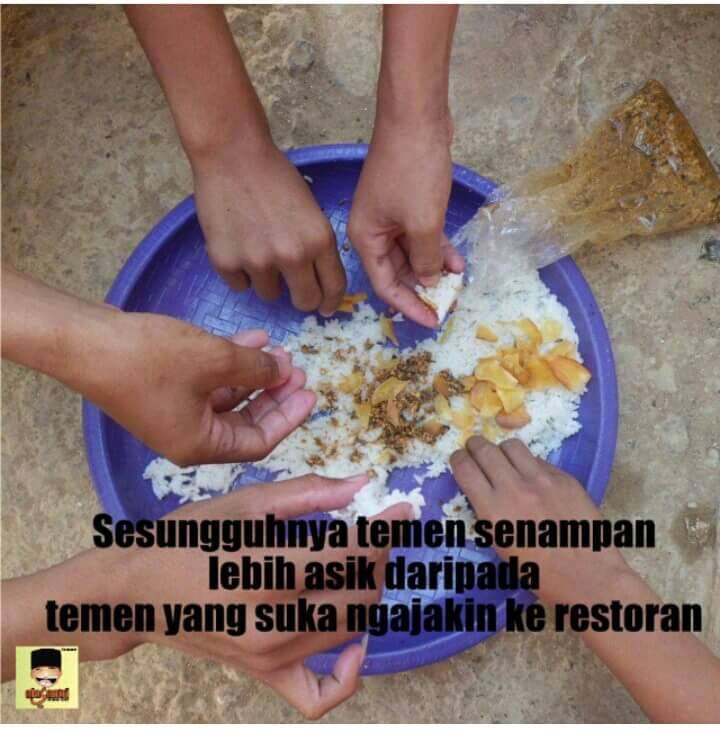 Sesungguhnya temen senampan
lebih asik daripada
temen yang suka ngajakin ke restoran